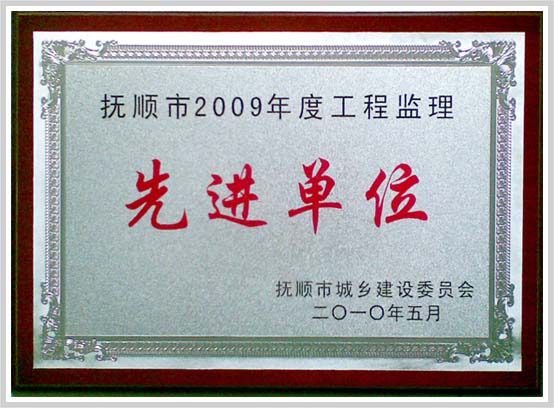 抚顺市2009年度工程监理
先进单位
抚顺市城乡建设委员会
二〇一〇年五月